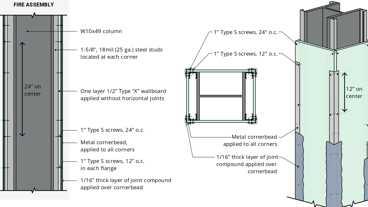 FIRE ASSEMBLY
W10x49 column
1-5/8", 18mil (25 ga.) steel studs
located at each corner
24" on
center
One layer 1/2" Type "X" wallboard
applied without horizontal joints
1" Type S screws, 24" o.c.
Metal cornerbead,
applied to all corners
1" Type S screws, 12" o.c.
in each flange
1/16" thick layer of joint compound
applied over cornerbead
1" Type S screws, 24" o.c.
1" Type S screws, 12" o.c.
Metal cornerbead
applied to all corners
1/16" thick layer of joint
compound applied over
cornerbead
12" on
center